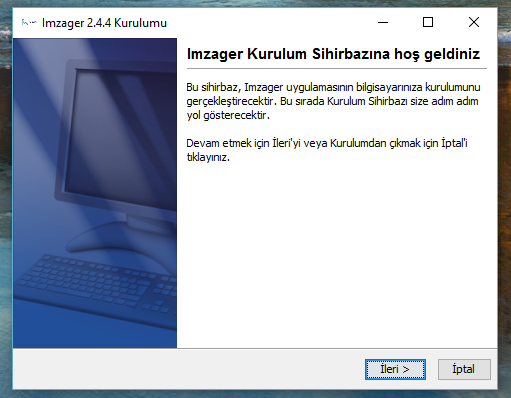 Imzager 2.4.4 Kurulumu
Imzager Kurulum Sihirbazına hoş geldiniz
Bu sihirbaz, Imzager uygulamasının bilgisayarınıza kurulumunu
gerçekleştirecektir. Bu sırada Kurulum Sihirbazı size adım adım
yol gösterecektir.
Devam etmek için İleri'yi veya Kurulumdan çıkmak için İptal'i
tıklayınız.
İleri >
İptal